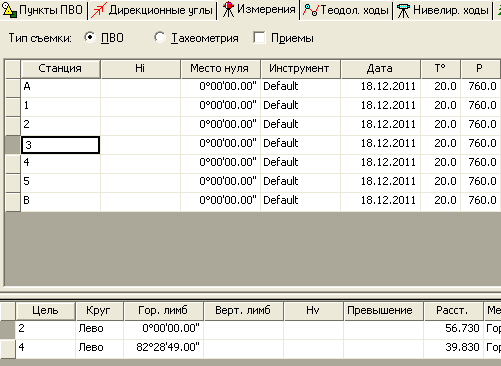 Пункты ПВО Дирекционные углы Измерения Теодол. ходы Нивелир. ходы
Тип съемки: ПВО Тахеометрия Приемы
Станция Hi Место нуля Инструмент Дата T° P
A 0°00'00.00" Default 18.12.2011 20.0 760.0
1 0°00'00.00" Default 18.12.2011 20.0 760.0
2 0°00'00.00" Default 18.12.2011 20.0 760.0
3 0°00'00.00" Default 18.12.2011 20.0 760.0
4 0°00'00.00" Default 18.12.2011 20.0 760.0
5 0°00'00.00" Default 18.12.2011 20.0 760.0
B 0°00'00.00" Default 18.12.2011 20.0 760.0
Цель Круг Гор. лимб Верт. лимб Hv Превышение Расст. Ме
2 Лево 0°00'00.00" 56.730 Гор
4 Лево 82°28'49.00" 39.830 Гор